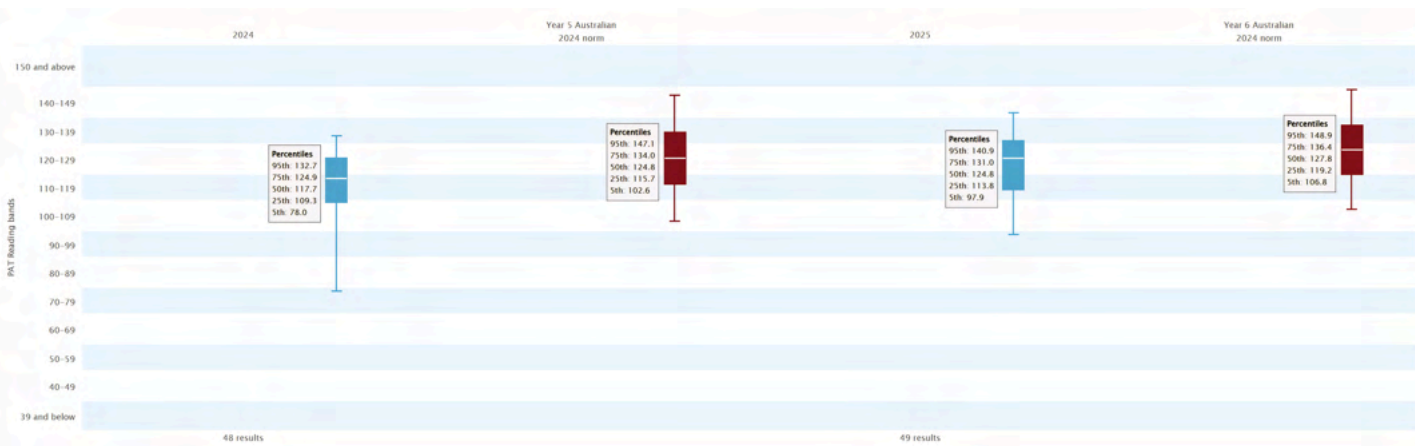 2024
Year 5 Australian
2024 norm
2025
Year 6 Australian
2024 norm
PAT Reading bands
150 and above
140-149
130-139
120-129
110-119
100-109
90-99
80-89
70-79
60-69
50-59
40-49
39 and below
Percentiles
95th: 132.7
75th: 124.9
50th: 117.7
25th: 109.3
5th: 78.0
Percentiles
95th: 147.1
75th: 134.0
50th: 124.8
25th: 115.7
5th: 102.6
Percentiles
95th: 140.9
75th: 131.0
50th: 124.8
25th: 113.8
5th: 97.9
Percentiles
95th: 148.9
75th: 136.4
50th: 127.8
25th: 119.2
5th: 106.8
48 results
49 results